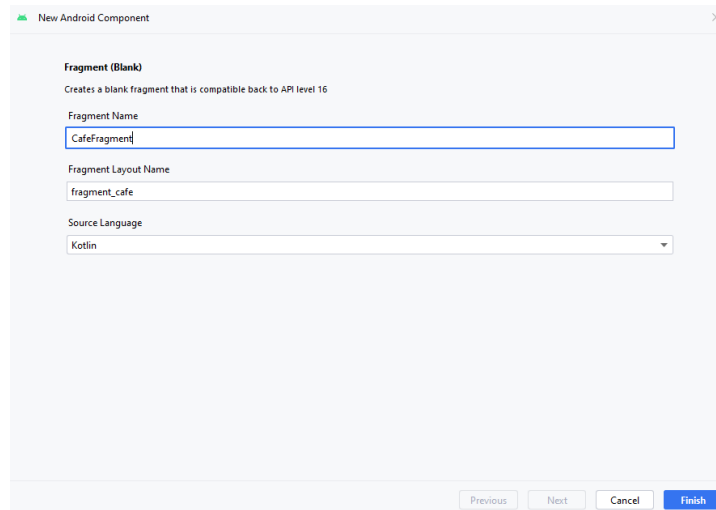 New Android Component
Fragment (Blank)
Creates a blank fragment that is compatible back to API level 16
Fragment Name
CafeFragment
Fragment Layout Name
fragment_cafe
Source Language
Kotlin
Previous Next Cancel Finish